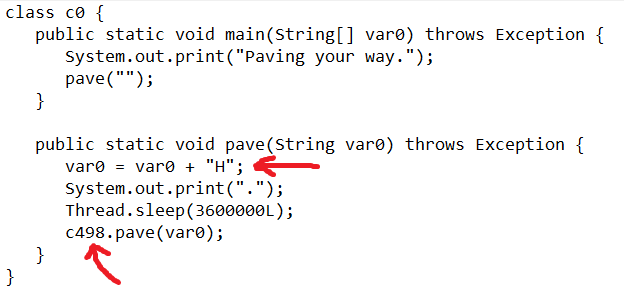 class c0 {
public static void main(String[] var0) throws Exception {
System.out.print("Paving your way.");
pave("");
}
public static void pave(String var0) throws Exception {
var0 = var0 + "H";
System.out.print(".");
Thread.sleep(3600000L);
c498.pave(var0);
}
}